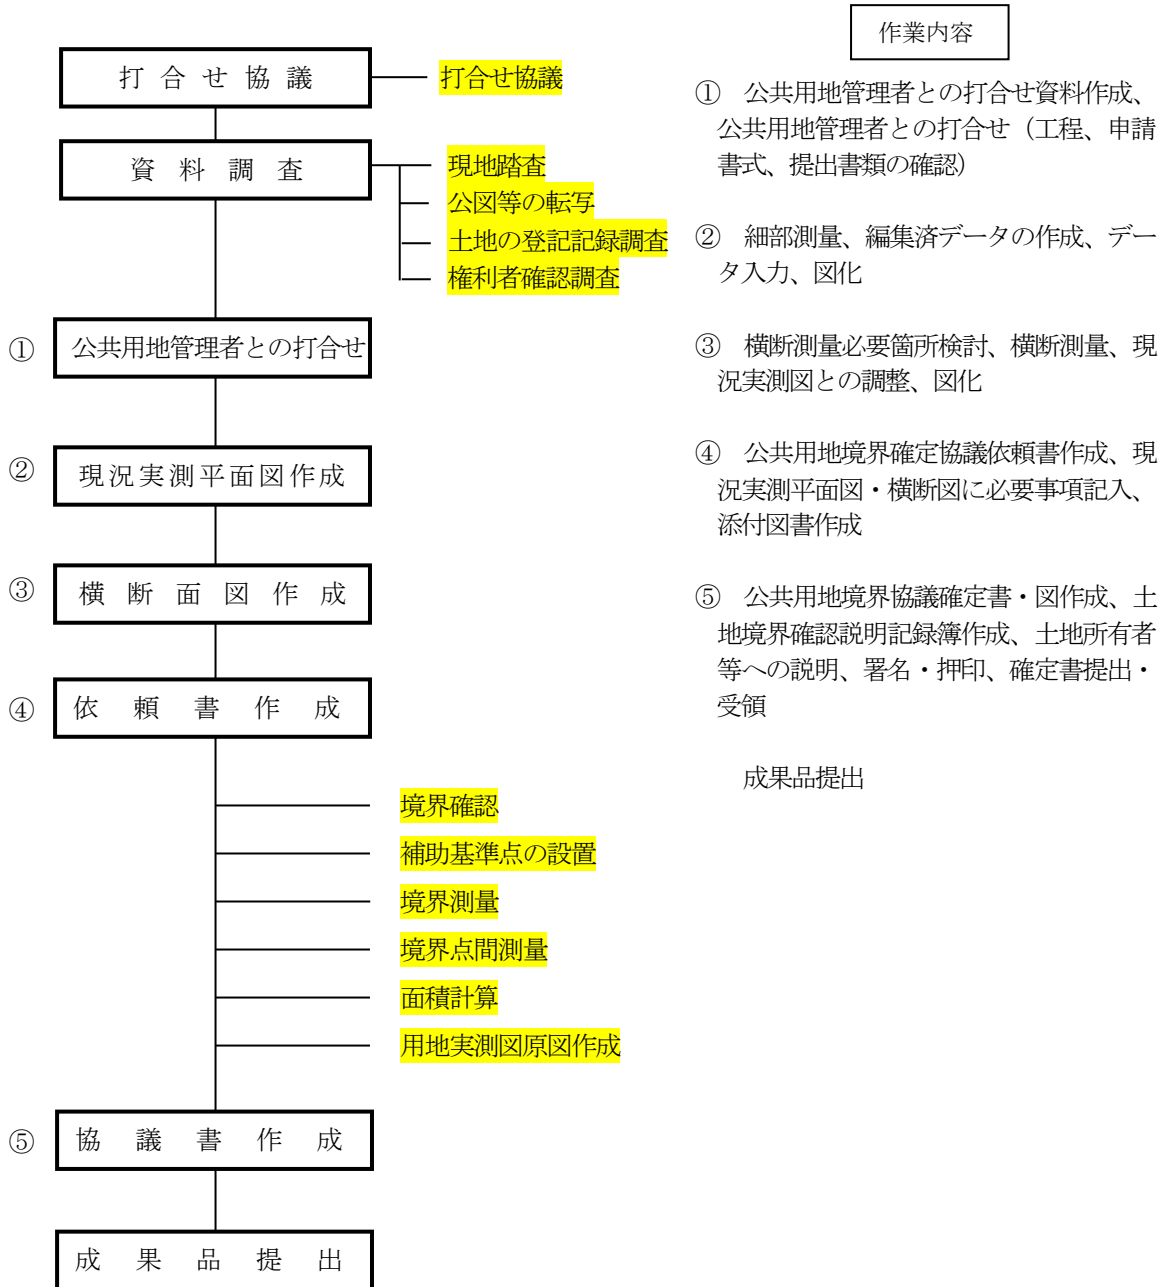 打合せ協議
打合せ協議
資料調査
現地踏査
公図等の転写
土地の登記記録調査
権利者確認調査
① 公共用地管理者との打合せ
② 現況実測平面図作成
③ 横断面図作成
④ 依頼書作成
境界確認
補助基準点の設置
境界測量
境界点間測量
面積計算
用地実測図原図作成
⑤ 協議書作成
成果品提出
作業内容
① 公共用地管理者との打合せ資料作成、
公共用地管理者との打合せ（工程、申請
書式、提出書類の確認）
② 細部測量、編集済データの作成、デー
タ入力、図化
③ 横断測量必要箇所検討、横断測量、現
況実測図との調整、図化
④ 公共用地境界確定協議依頼書作成、現
況実測平面図・横断図に必要事項記入、
添付図書作成
⑤ 公共用地境界協議確定書・図作成、土
地境界確認説明記録簿作成、土地所有者
等への説明、署名・押印、確定書提出・
受領
成果品提出